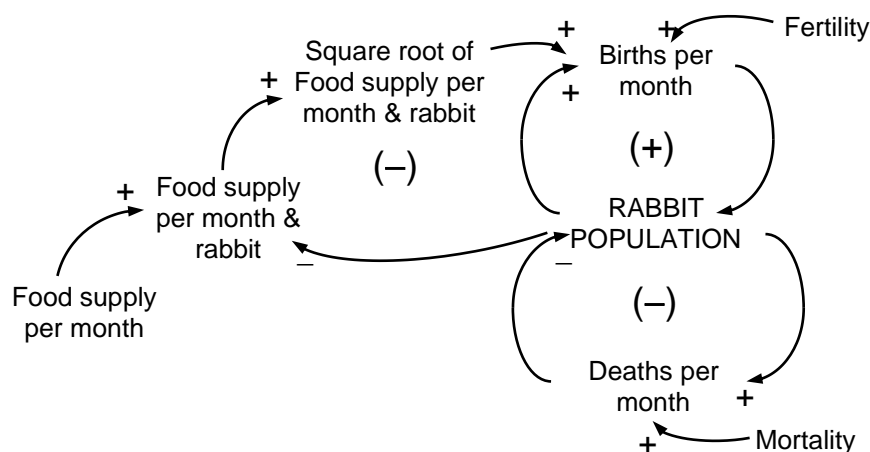 Fertility
+
+
Square root of
Food supply per
month & rabbit
+
Births per
month
+
(–)
(+)
+
Food supply
per month &
rabbit
RABBIT
POPULATION
–
–
Food supply
per month
(–)
Deaths per
month
+
+
Mortality